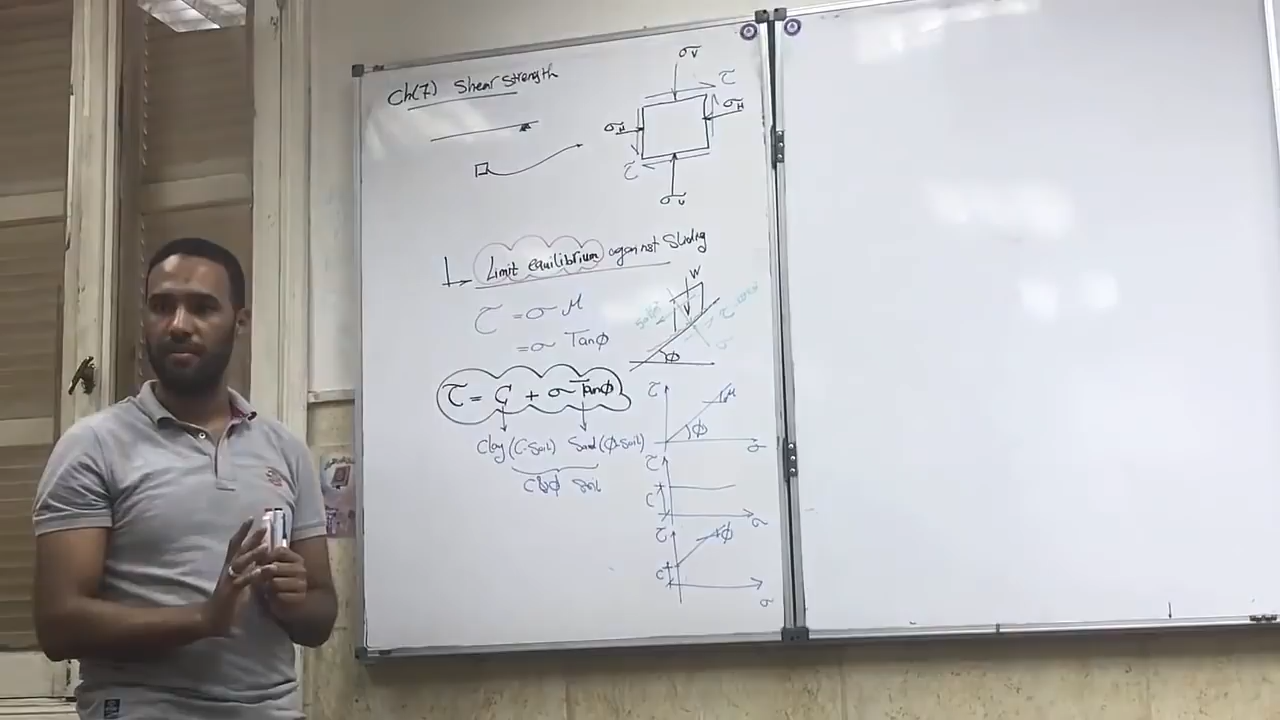 Ch(7) Shear Strength
σv
τ
σH
σH
τ
σv
Limit equilibrium against Sliding
τ = σ μ
= σ Tanϕ
W
ϕ
τ = C + σ Tanϕ
Clay (C-Soil) Sand (ϕ-Soil)
C&ϕ Soil
τ
μ
ϕ
σ
τ
C
σ
τ
ϕ
C
σ